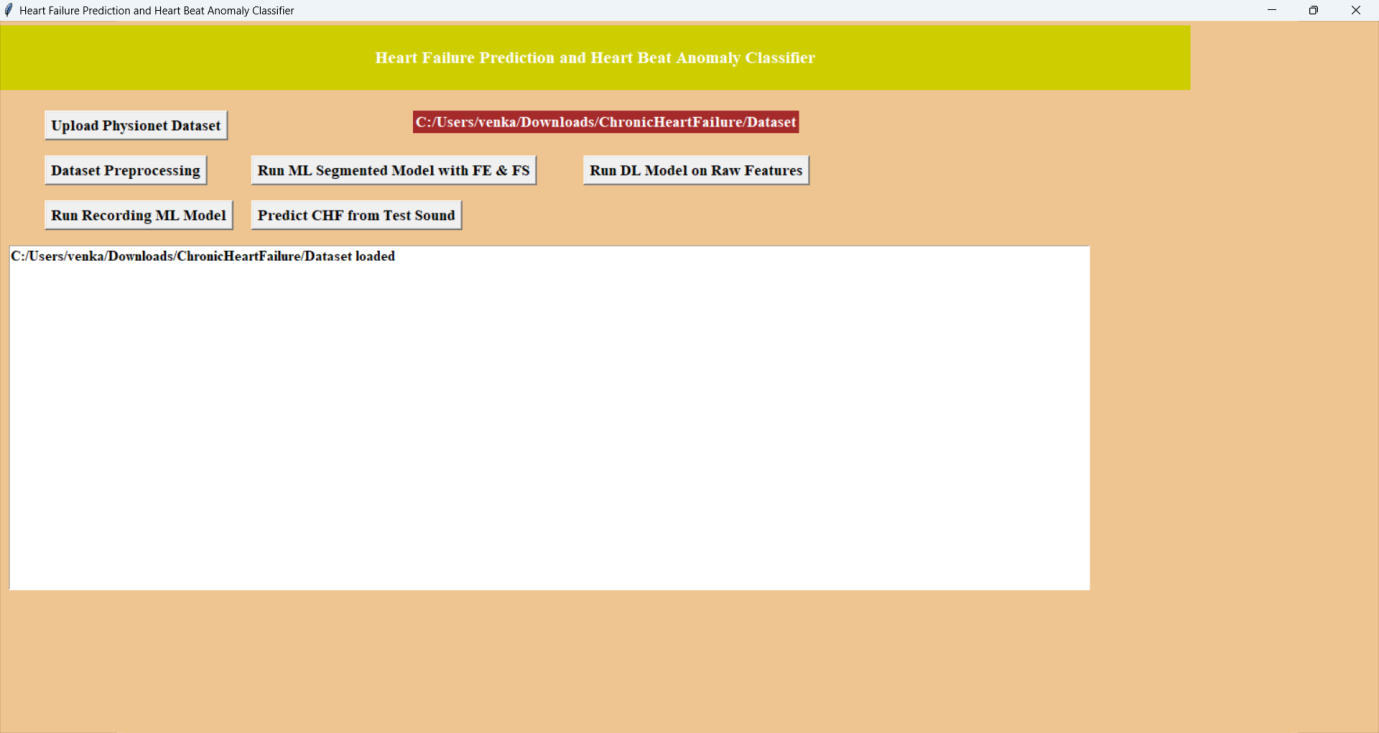 Heart Failure Prediction and Heart Beat Anomaly Classifier
Heart Failure Prediction and Heart Beat Anomaly Classifier
Upload Physionet Dataset
C:/Users/venka/Downloads/ChronicHeartFailure/Dataset
Dataset Preprocessing
Run ML Segmented Model with FE & FS
Run DL Model on Raw Features
Run Recording ML Model
Predict CHF from Test Sound
C:/Users/venka/Downloads/ChronicHeartFailure/Dataset loaded